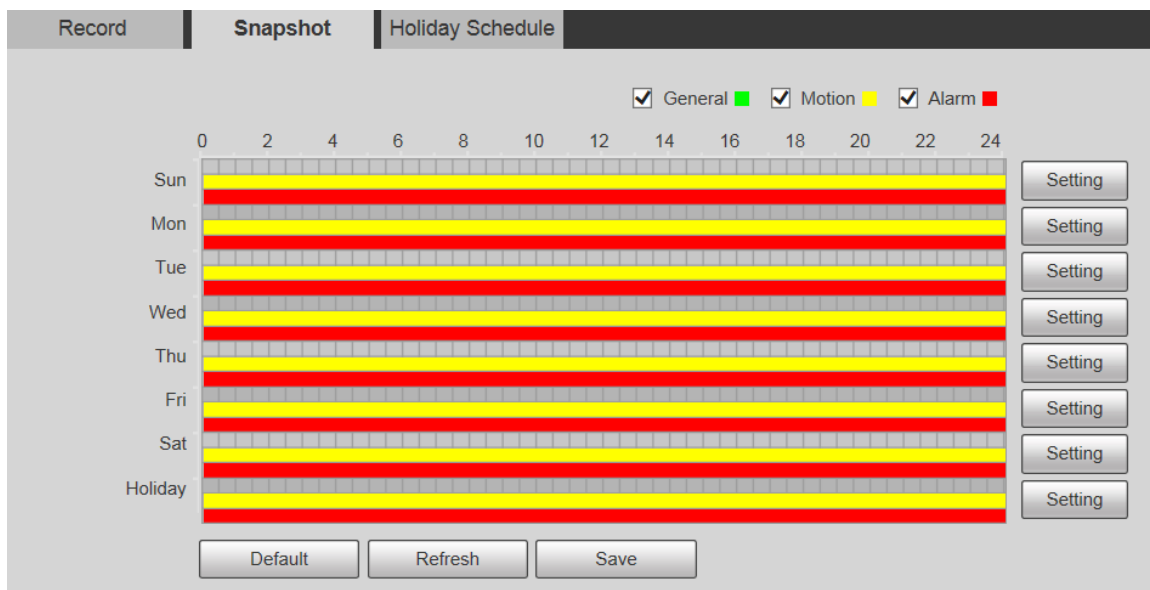 Record Snapshot Holiday Schedule
General Motion Alarm
0 2 4 6 8 10 12 14 16 18 20 22 24
Sun Setting
Mon Setting
Tue Setting
Wed Setting
Thu Setting
Fri Setting
Sat Setting
Holiday Setting
Default Refresh Save